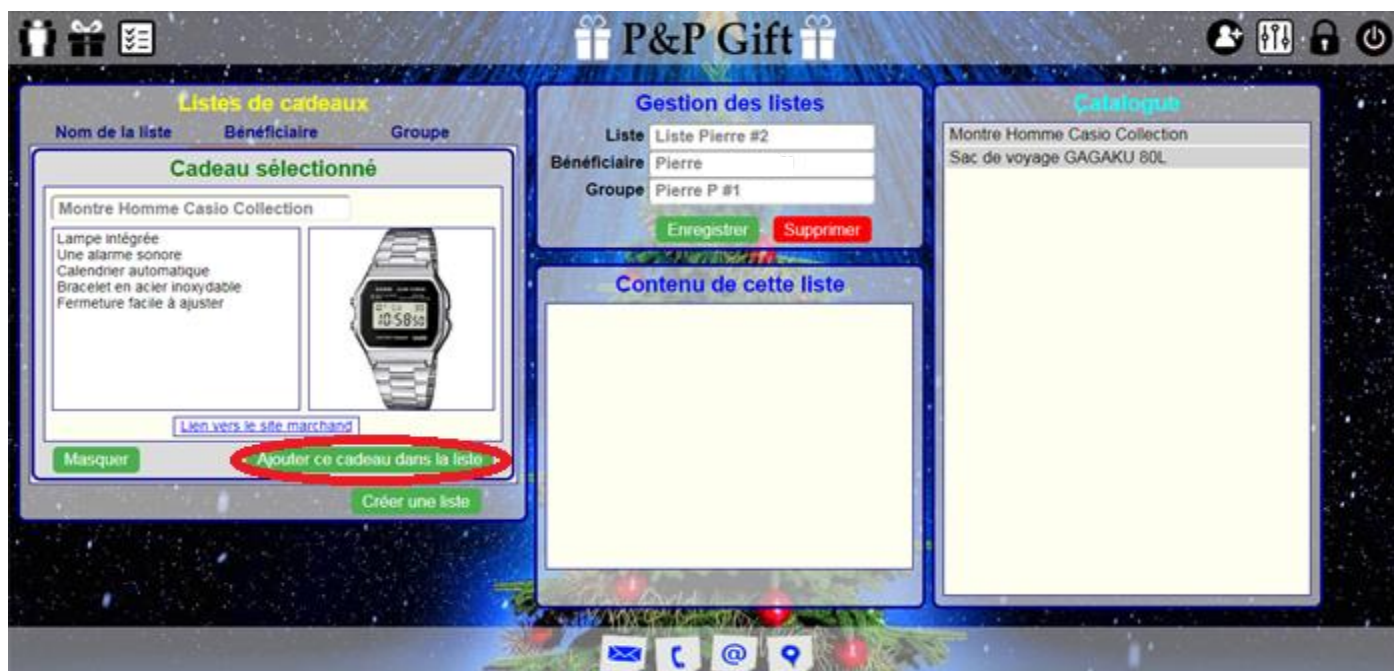 P&P Gift
Listes de cadeaux
Nom de la liste Bénéficiaire Groupe
Cadeau sélectionné
Montre Homme Casio Collection
Lampe intégrée
Une alarme sonore
Calendrier automatique
Bracelet en acier inoxydable
Fermeture facile à ajuster
10:58 50
Lien vers le site marchand
Masquer
Ajouter ce cadeau dans la liste
Créer une liste
Gestion des listes
Liste Liste Pierre #2
Bénéficiaire Pierre
Groupe Pierre P #1
Enregistrer - Supprimer
Contenu de cette liste
Catalogue
Montre Homme Casio Collection
Sac de voyage GAGAKU 80L
@